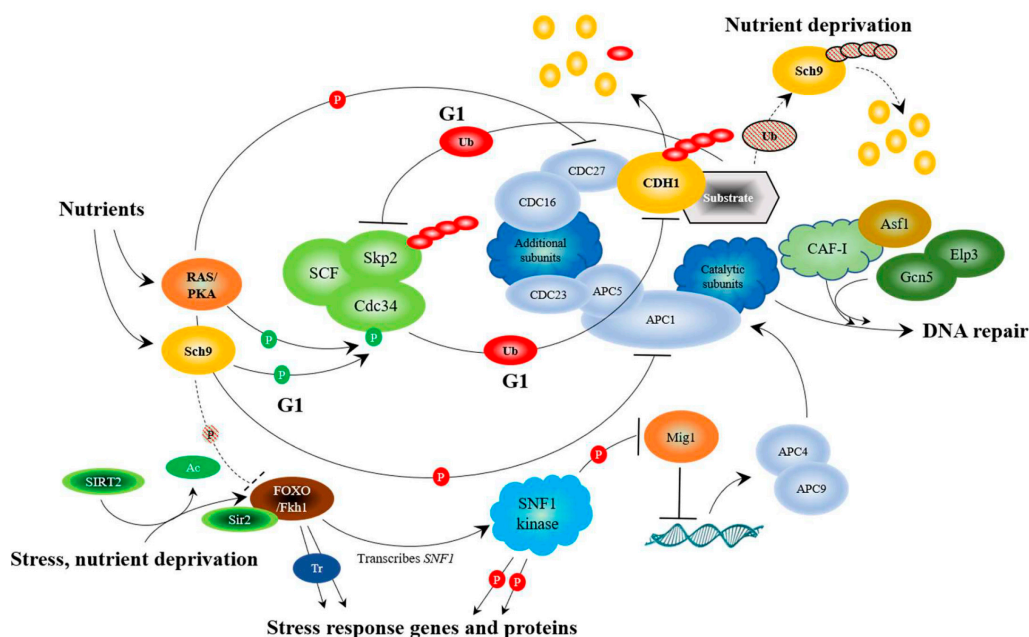 Nutrient deprivation
P
G1
Ub
Sch9
Ub
CDC27
CDH1
Substrate
CDC16
Nutrients
Skp2
SCF
Additional
subunits
Asf1
CAF-I
Elp3
Gcn5
RAS/
PKA
Catalytic
subunits
Cdc34
CDC23
APC5
APC1
P
P
DNA repair
Sch9
Ub
P
G1
G1
P
Mig1
P
APC4
Ac
P
SIRT2
FOXO
/Fkh1
APC9
SNF1
kinase
Sir2
Stress, nutrient deprivation
Transcribes SNF1
Tr
P
P
Stress response genes and proteins